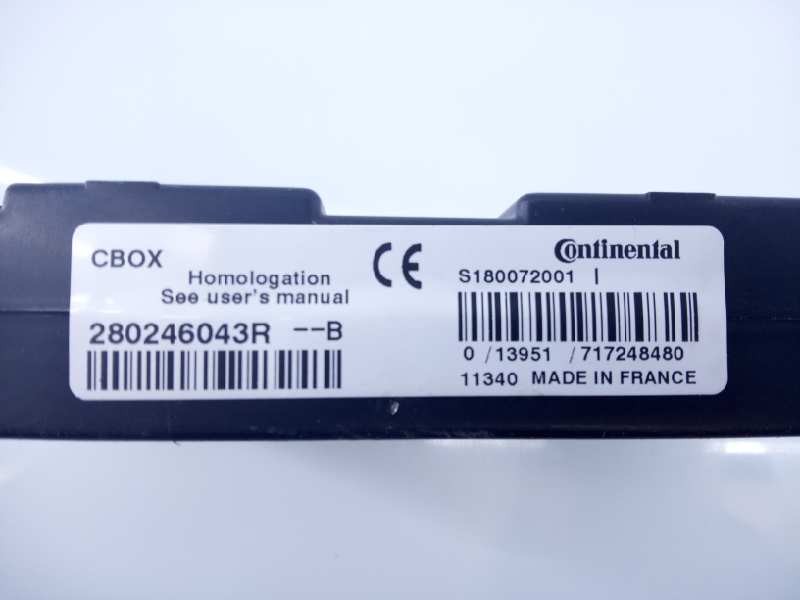 CBOX
Homologation
See user's manual
280246043R --B
CE
Continental
S180072001 I
0 / 13951 / 717248480
11340 MADE IN FRANCE